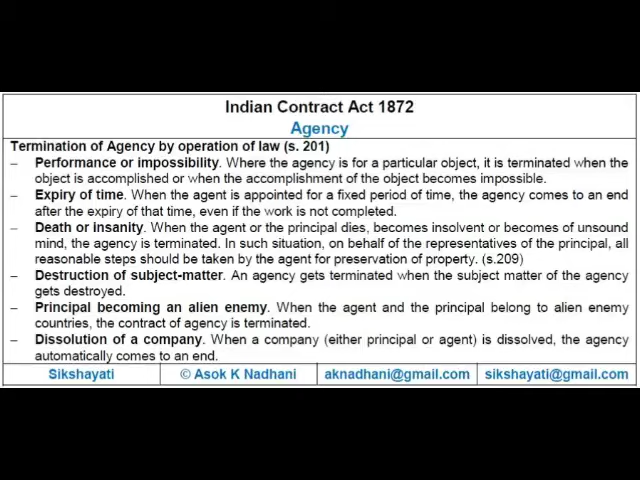 Indian Contract Act 1872
Agency
Termination of Agency by operation of law (s. 201)
– Performance or impossibility. Where the agency is for a particular object, it is terminated when the
object is accomplished or when the accomplishment of the object becomes impossible.
– Expiry of time. When the agent is appointed for a fixed period of time, the agency comes to an end
after the expiry of that time, even if the work is not completed.
– Death or insanity. When the agent or the principal dies, becomes insolvent or becomes of unsound
mind, the agency is terminated. In such situation, on behalf of the representatives of the principal, all
reasonable steps should be taken by the agent for preservation of property. (s.209)
– Destruction of subject-matter. An agency gets terminated when the subject matter of the agency
gets destroyed.
– Principal becoming an alien enemy. When the agent and the principal belong to alien enemy
countries, the contract of agency is terminated.
– Dissolution of a company. When a company (either principal or agent) is dissolved, the agency
automatically comes to an end.
Sikshayati © Asok K Nadhani aknadhani@gmail.com sikshayati@gmail.com